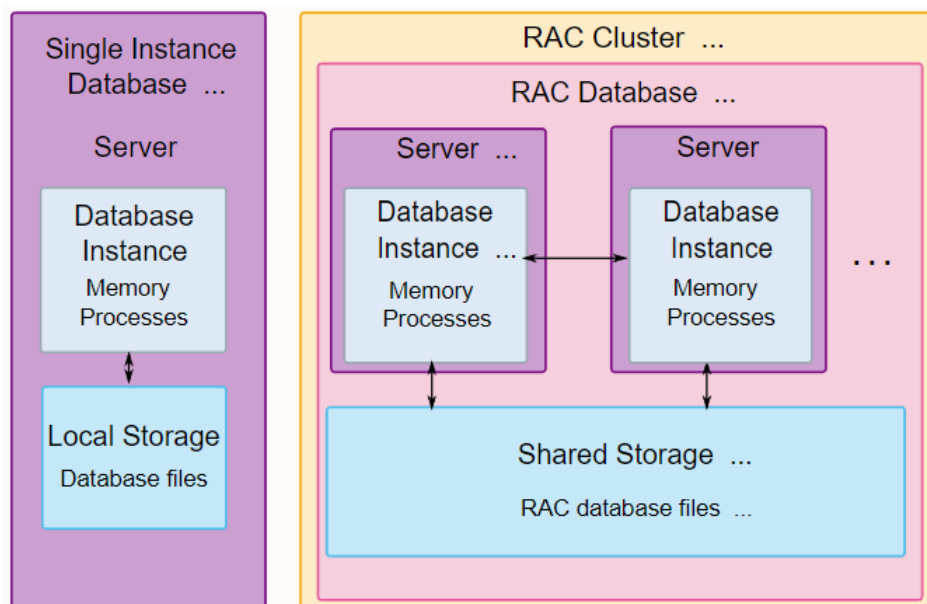 Single Instance
Database ...
Server
Database
Instance
Memory
Processes
Local Storage
Database files
RAC Cluster ...
RAC Database ...
Server ...
Database
Instance ...
Memory
Processes
Server
Database
Instance
Memory
Processes
...
Shared Storage ...
RAC database files ...